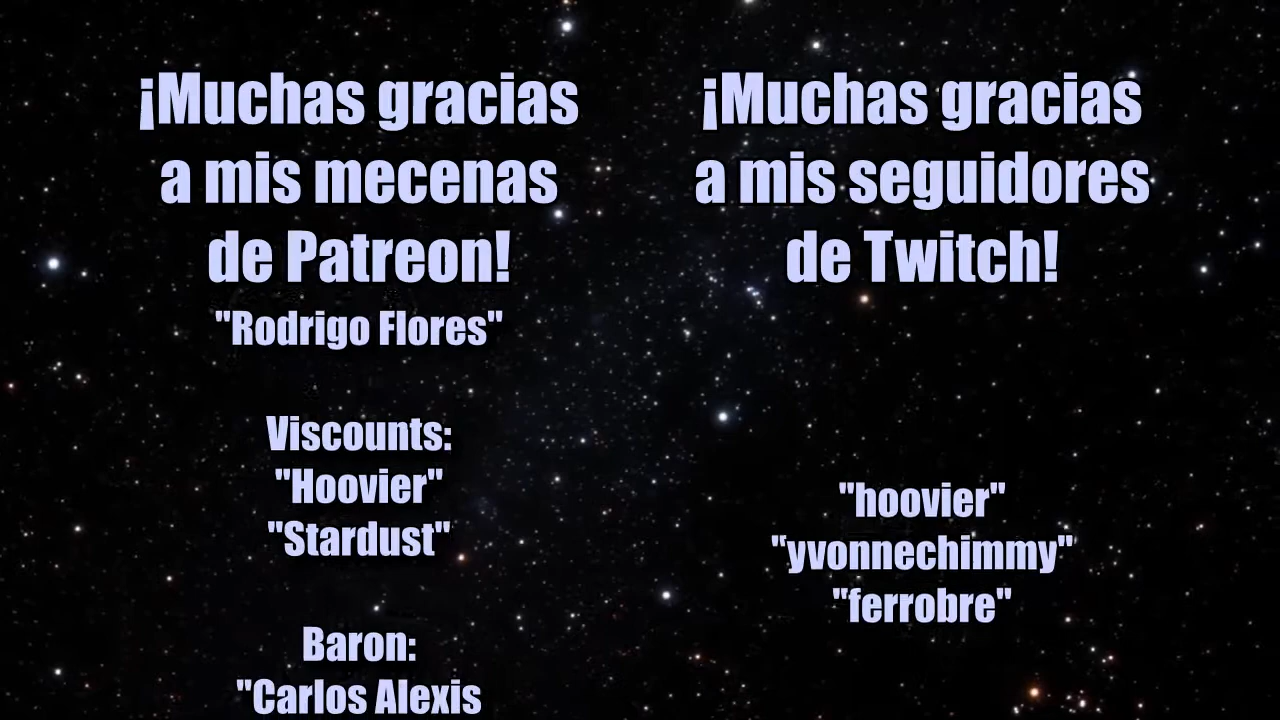 ¡Muchas gracias
a mis mecenas
de Patreon!
"Rodrigo Flores"
Viscounts:
"Hoovier"
"Stardust"
Baron:
"Carlos Alexis
¡Muchas gracias
a mis seguidores
de Twitch!
"hoovier"
"yvonnechimmy"
"ferrobre"